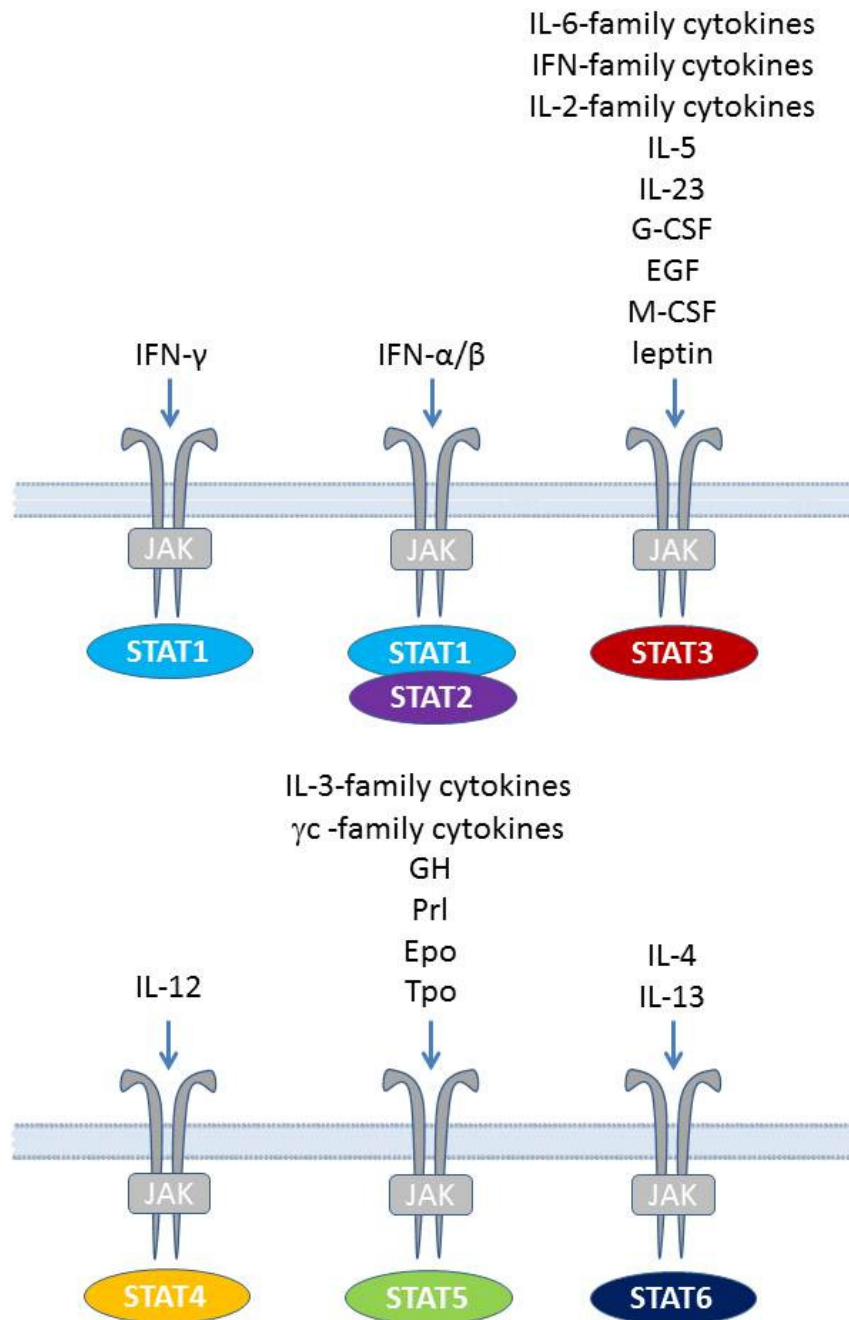 IL-6-family cytokines
IFN-family cytokines
IL-2-family cytokines
IL-5
IL-23
G-CSF
EGF
M-CSF
IFN-γ
IFN-α/β
leptin
JAK
JAK
JAK
STAT1
STAT1
STAT3
STAT2
IL-3-family cytokines
γc -family cytokines
GH
Prl
Epo
IL-4
IL-12
Tpo
IL-13
JAK
JAK
JAK
STAT4
STAT5
STAT6